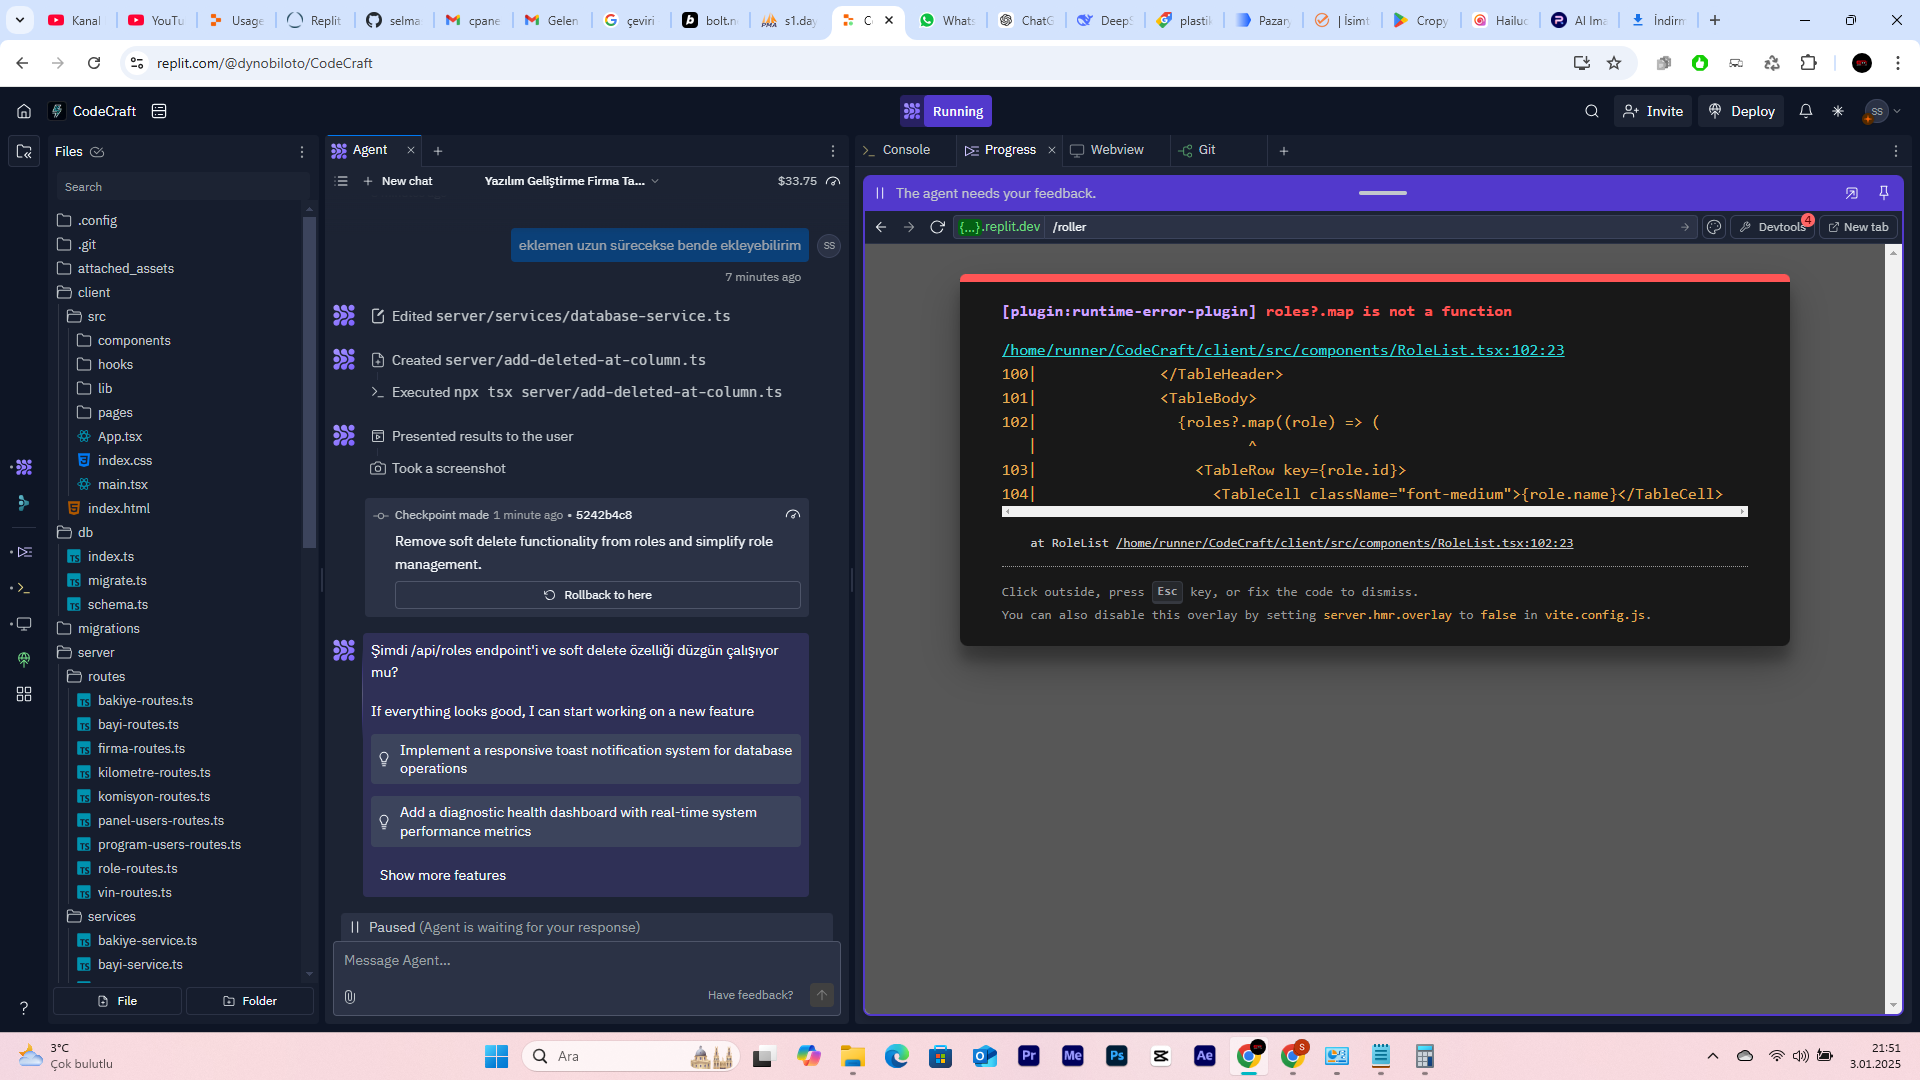 Kanal
YouTu
Usage
Replit
selma
cpane
Gelen
çeviri
bolt.n
s1.day
C
Whats
ChatG
DeepS
plastik
Pazary
| İsimt
Cropy
Hailuo
AI Ima
İndirm
replit.com/@dynobiloto/CodeCraft
CodeCraft
Running
Invite
Deploy
SS
Files
Agent
Console
Progress
Webview
Git
Search
New chat
Yazılım Geliştirme Firma Ta...
$33.75
The agent needs your feedback.
{...}.replit.dev
/roller
Devtools
4
New tab
.config
.git
attached_assets
client
src
components
hooks
lib
pages
App.tsx
index.css
main.tsx
index.html
db
index.ts
migrate.ts
schema.ts
migrations
server
routes
bakiye-routes.ts
bayi-routes.ts
firma-routes.ts
kilometre-routes.ts
komisyon-routes.ts
panel-users-routes.ts
program-users-routes.ts
role-routes.ts
vin-routes.ts
services
bakiye-service.ts
bayi-service.ts
File
Folder
eklemen uzun sürecekse bende ekleyebilirim
SS
7 minutes ago
Edited server/services/database-service.ts
Created server/add-deleted-at-column.ts
Executed npx tsx server/add-deleted-at-column.ts
Presented results to the user
Took a screenshot
Checkpoint made 1 minute ago • 5242b4c8
Remove soft delete functionality from roles and simplify role
management.
Rollback to here
Şimdi /api/roles endpoint'i ve soft delete özelliği düzgün çalışıyor
mu?
If everything looks good, I can start working on a new feature
Implement a responsive toast notification system for database
operations
Add a diagnostic health dashboard with real-time system
performance metrics
Show more features
Paused (Agent is waiting for your response)
Message Agent...
Have feedback?
[plugin:runtime-error-plugin] roles?.map is not a function
/home/runner/CodeCraft/client/src/components/RoleList.tsx:102:23
100| </TableHeader>
101| <TableBody>
102| {roles?.map((role) => (
| ^
103| <TableRow key={role.id}>
104| <TableCell className="font-medium">{role.name}</TableCell>
at RoleList /home/runner/CodeCraft/client/src/components/RoleList.tsx:102:23
Click outside, press Esc key, or fix the code to dismiss.
You can also disable this overlay by setting server.hmr.overlay to false in vite.config.js.
3°C
Çok bulutlu
Ara
Pr
Me
Ps
Ae
S
21:51
3.01.2025